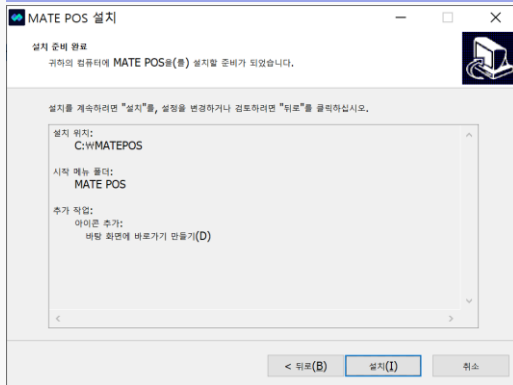 MATE POS 설치
설치 준비 완료
귀하의 컴퓨터에 MATE POS을(를) 설치할 준비가 되었습니다.
설치를 계속하려면 "설치"를, 설정을 변경하거나 검토하려면 "뒤로"를 클릭하십시오.
설치 위치:
C:₩MATEPOS
시작 메뉴 폴더:
MATE POS
추가 작업:
아이콘 추가:
바탕 화면에 바로가기 만들기(D)
< 뒤로(B)
설치(I)
취소